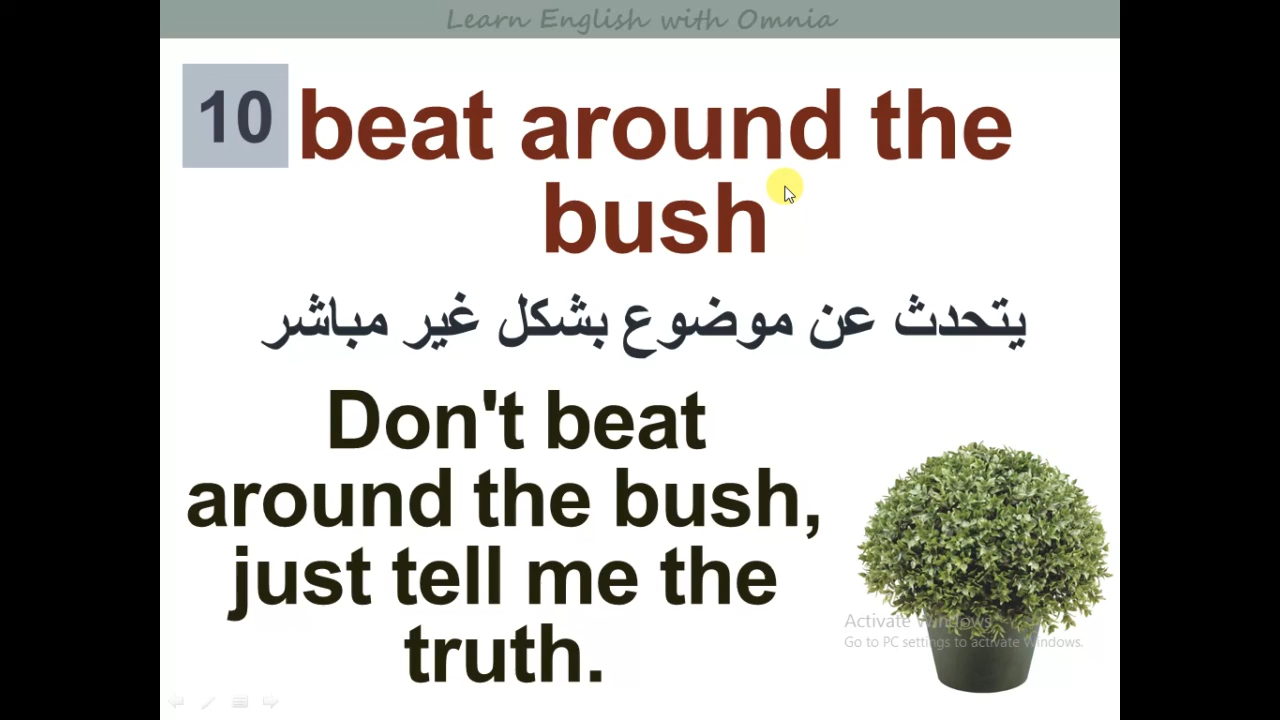 Learn English with Omnia
10
beat around the
bush
يتحدث عن موضوع بشكل غير مباشر
Don't beat
around the bush,
just tell me the
truth.
Activate Windows
Go to PC settings to activate Windows.